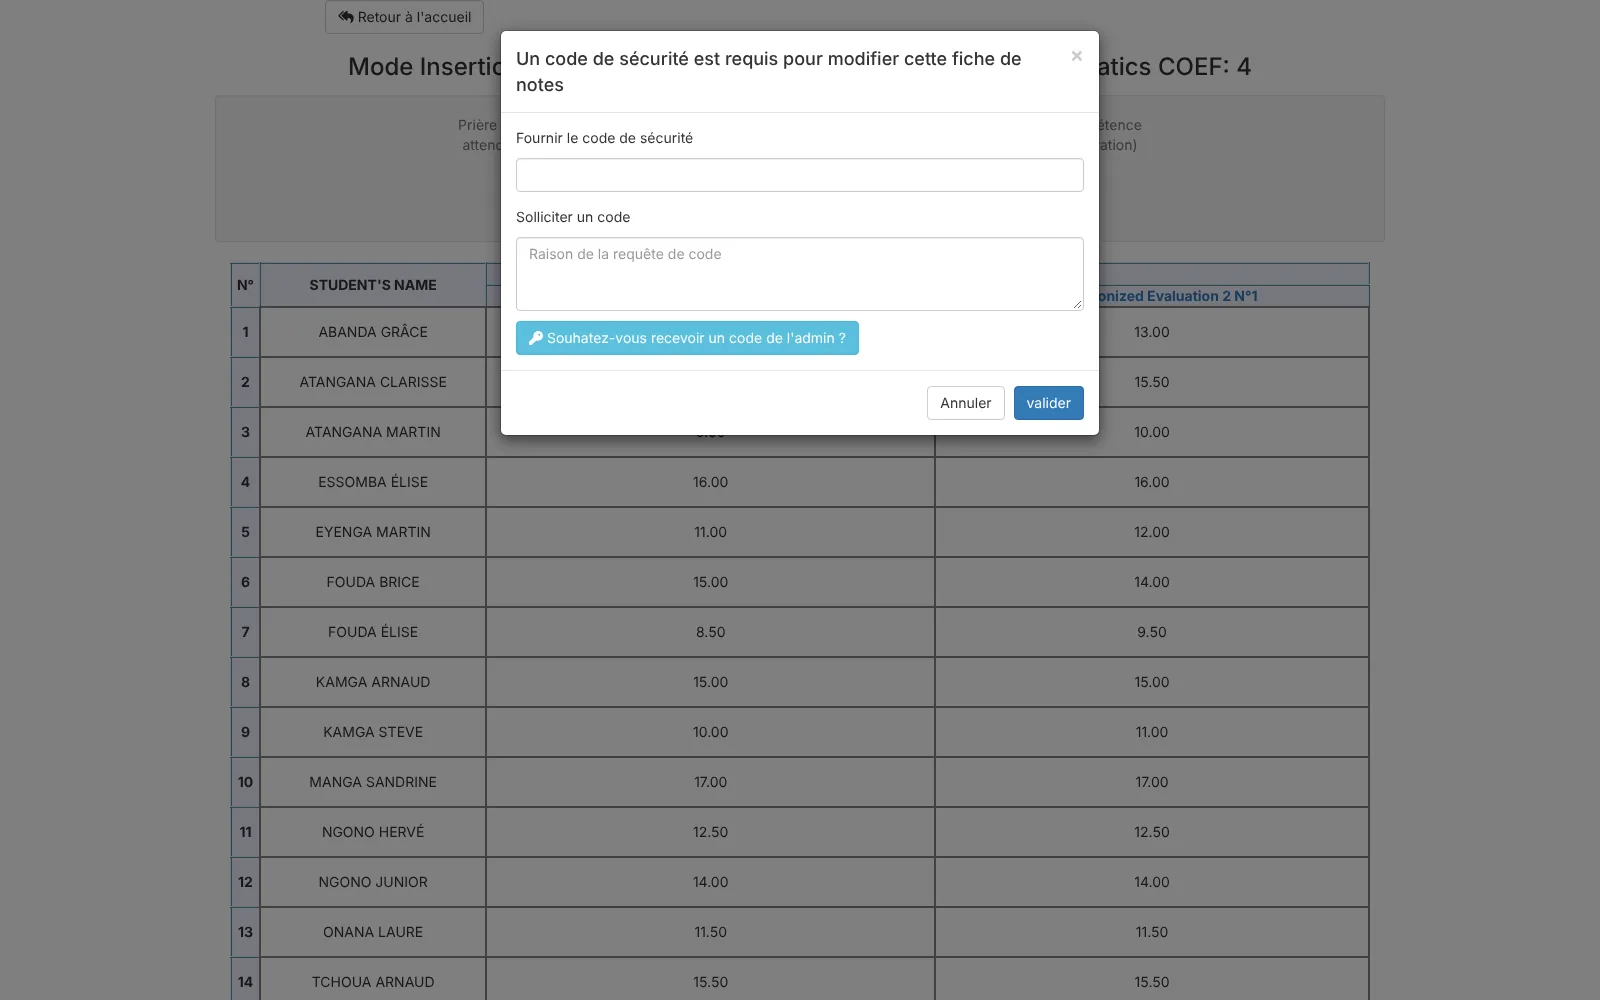 Retour à l'accueil
Mode Insertio
atics COEF: 4
Prière
étence
attend
ation)
Un code de sécurité est requis pour modifier cette fiche de
notes
×
Fournir le code de sécurité
Solliciter un code
Raison de la requête de code
Souhatez-vous recevoir un code de l'admin ?
Annuler valider
N° STUDENT'S NAME
onized Evaluation 2 N°1
1 ABANDA GRÂCE 13.00
2 ATANGANA CLARISSE 15.50
3 ATANGANA MARTIN 10.00
4 ESSOMBA ÉLISE 16.00 16.00
5 EYENGA MARTIN 11.00 12.00
6 FOUDA BRICE 15.00 14.00
7 FOUDA ÉLISE 8.50 9.50
8 KAMGA ARNAUD 15.00 15.00
9 KAMGA STEVE 10.00 11.00
10 MANGA SANDRINE 17.00 17.00
11 NGONO HERVÉ 12.50 12.50
12 NGONO JUNIOR 14.00 14.00
13 ONANA LAURE 11.50 11.50
14 TCHOUA ARNAUD 15.50 15.50